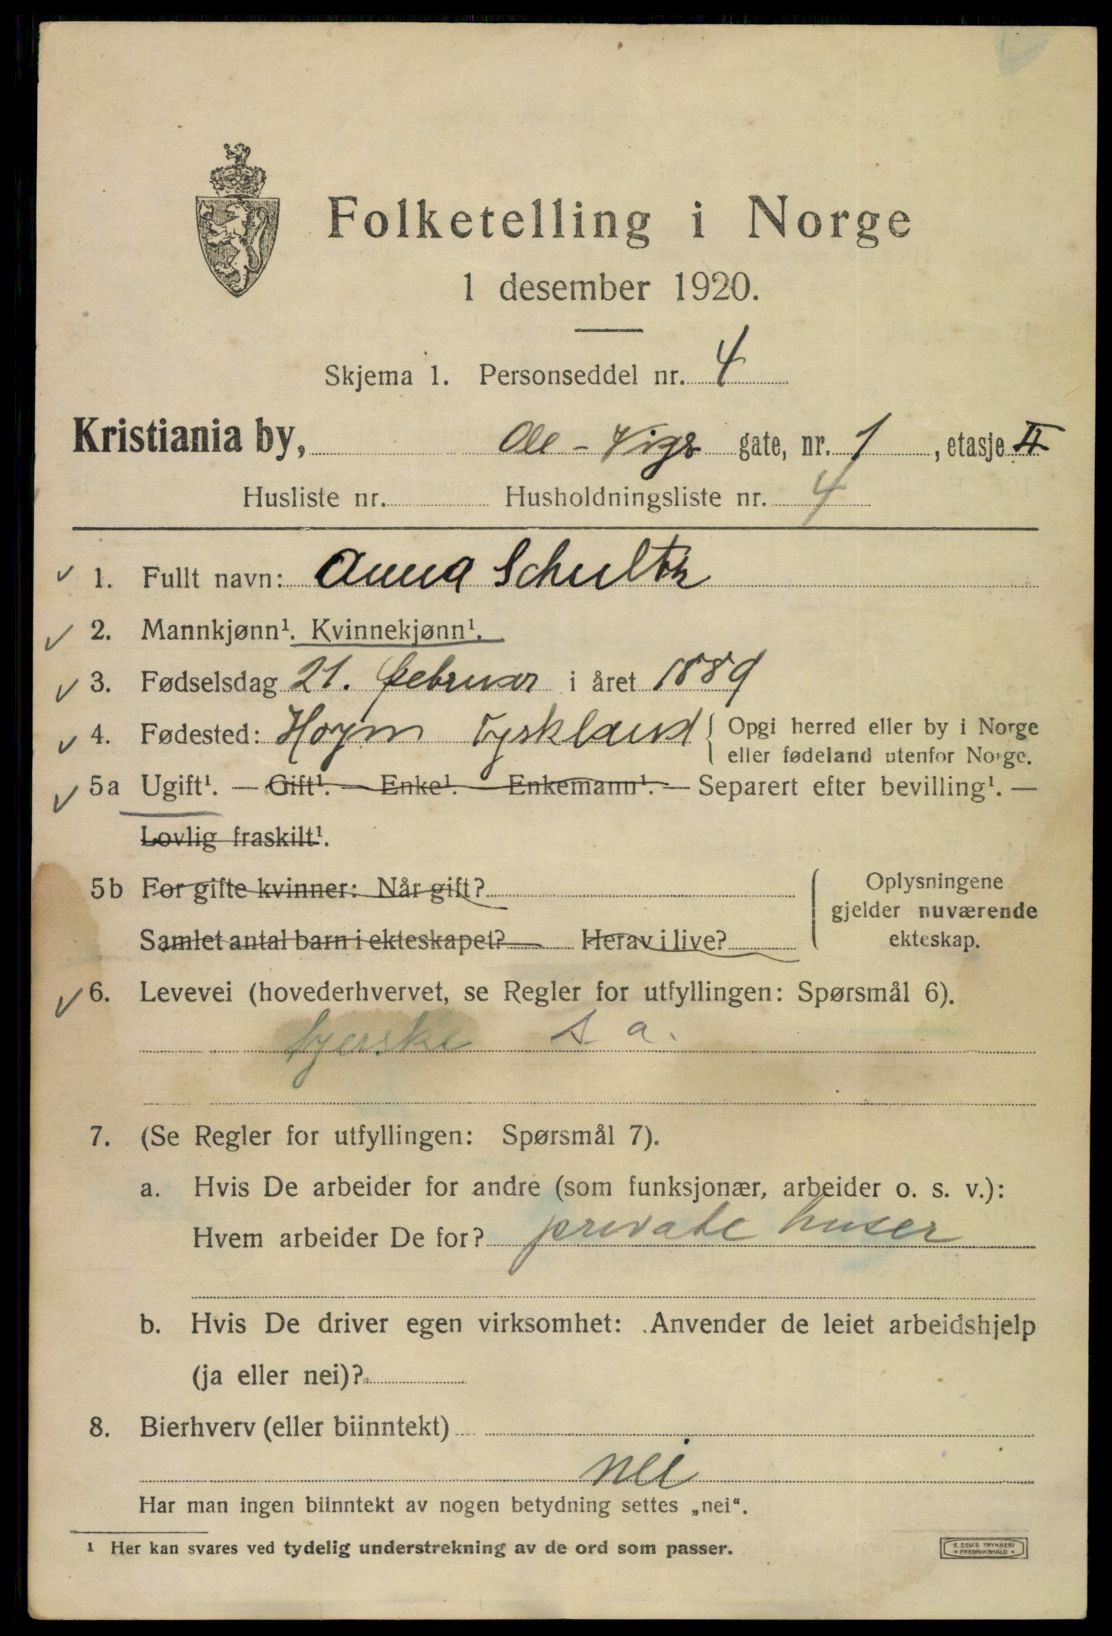 Folketelling i Norge
1 desember 1920.
Skjema 1. Personseddel nr. 4
Kristiania by, Ole-Vigs gate, nr. 1, etasje II
Husliste nr. Husholdningsliste nr. 4
1. Fullt navn: Anna Schultz
2. Mannkjønn¹. Kvinnekjønn¹.
3. Fødselsdag 21. februar i året 1889
4. Fødested: Hoym Tyskland { Opgi herred eller by i Norge
eller fødeland utenfor Norge.
5a Ugift¹. — Gift¹. — Enke¹. — Enkemann¹. — Separert efter bevilling¹. —
Lovlig fraskilt¹.
5b For gifte kvinner: Når gift? Oplysningene
gjelder nuværende
Samlet antal barn i ekteskapet? Herav i live? ekteskap.
6. Levevei (hovederhvervet, se Regler for utfyllingen: Spørsmål 6).
Syerske s a.
7. (Se Regler for utfyllingen: Spørsmål 7).
a. Hvis De arbeider for andre (som funksjonær, arbeider o. s. v.):
Hvem arbeider De for? private huser
b. Hvis De driver egen virksomhet: Anvender de leiet arbeidshjelp
(ja eller nei)?
8. Bierhverv (eller biinntekt)
nei
Har man ingen biinntekt av nogen betydning settes „nei“.
¹ Her kan svares ved tydelig understrekning av de ord som passer.
E. SEM'S TRYKKERI
FREDRIKSHALD